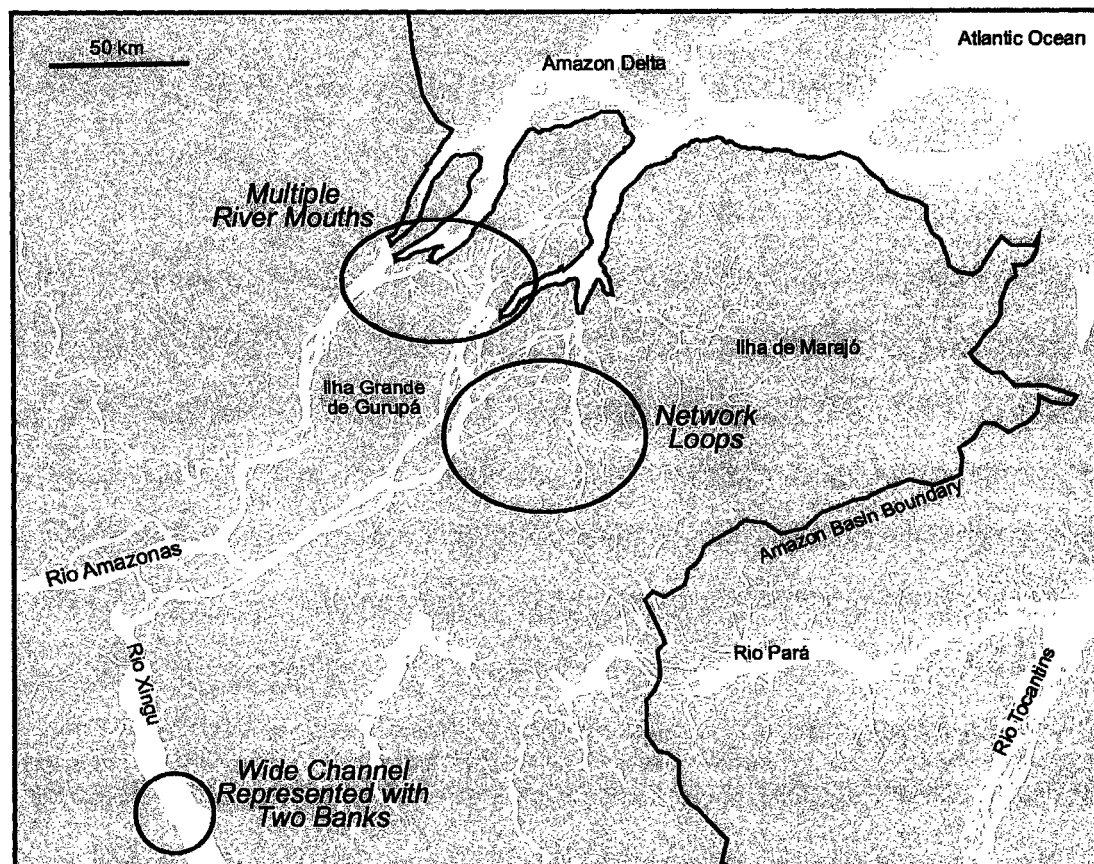 50 km
Atlantic Ocean
Amazon Delta
Multiple
River Mouths
Ilha de Marajó
Ilha Grande
de Gurupá
Network
Loops
Amazon Basin Boundary
Rio Amazonas
Rio Xingu
Rio Pará
Rio Tocantins
Wide Channel
Represented with
Two Banks